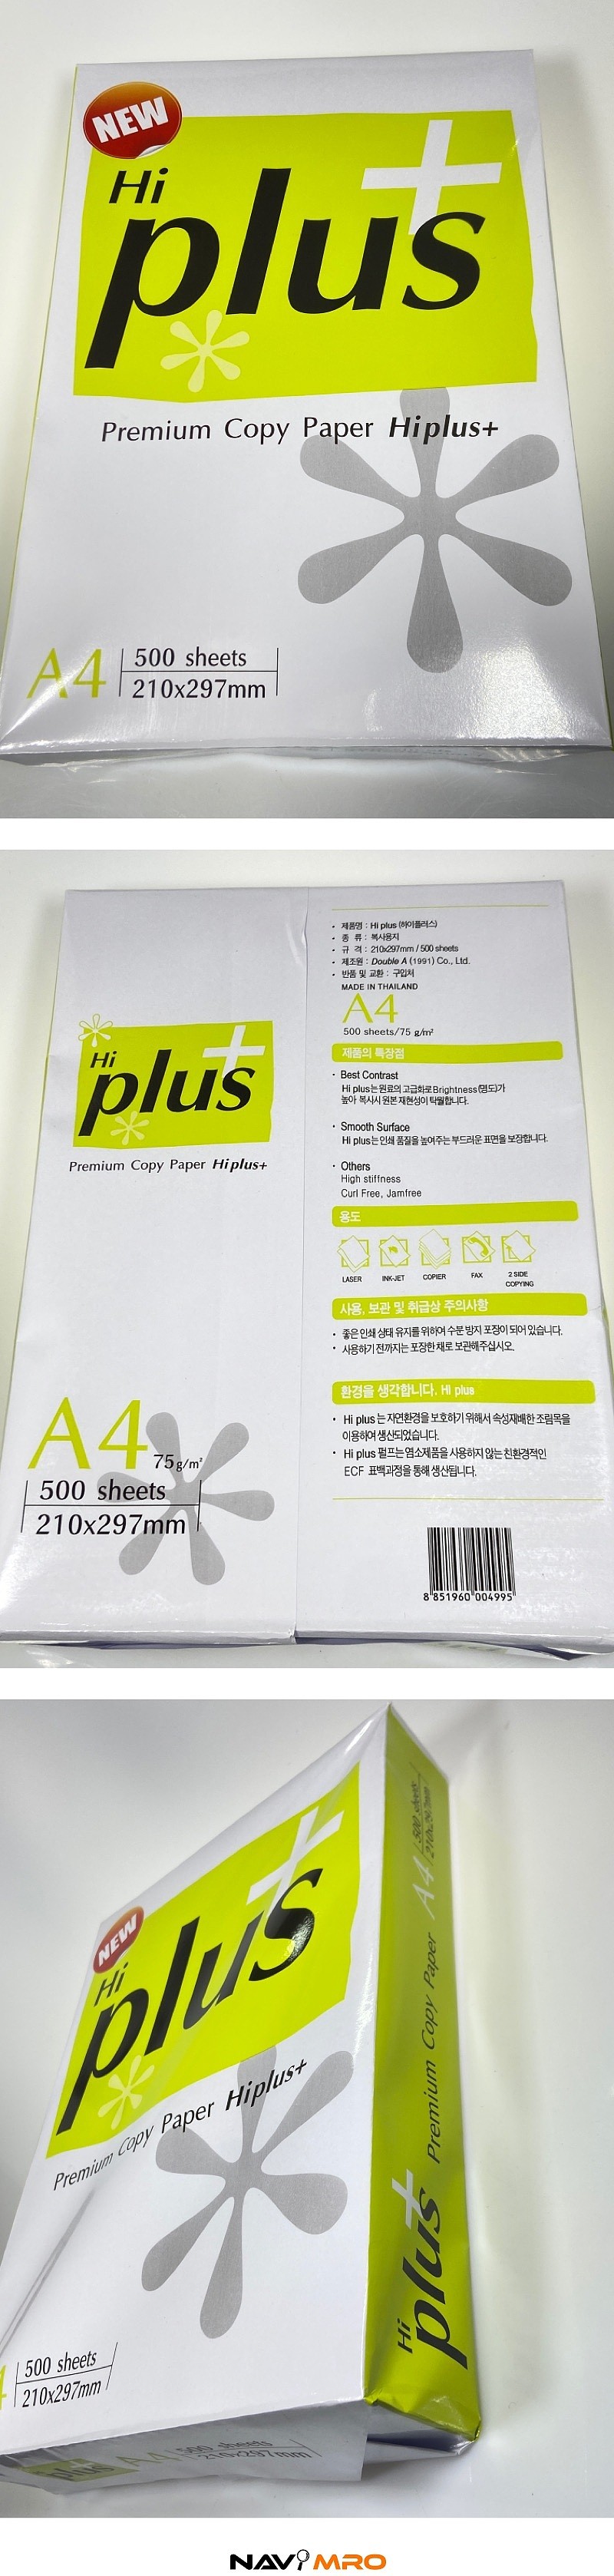 NEW
Hi
plus+
Premium Copy Paper Hiplus+
A4
500 sheets
210x297mm
Hi
plus+
Premium Copy Paper Hiplus+
A4
75g/m²
500 sheets
210x297mm
· 제품명 : Hi plus (하이플러스)
· 종 류 : 복사용지
· 규 격 : 210x297mm / 500 sheets
· 제조원 : Double A (1991) Co., Ltd.
· 반품 및 교환 : 구입처
MADE IN THAILAND
A4
500 sheets/75 g/m²
제품의 특장점
· Best Contrast
Hi plus는 원료의 고급화로 Brightness(명도)가
높아 복사시 원본 재현성이 탁월합니다.
· Smooth Surface
Hi plus는 인쇄 품질을 높여주는 부드러운 표면을 보장합니다.
· Others
High stiffness
Curl Free, Jamfree
용도
LASER
INK-JET
COPIER
FAX
2 SIDE
COPYING
사용, 보관 및 취급상 주의사항
· 좋은 인쇄 상태 유지를 위하여 수분 방지 포장이 되어 있습니다.
· 사용하기 전까지는 포장한 채로 보관해주십시오.
환경을 생각합니다. Hi plus
· Hi plus 는 자연환경을 보호하기 위해서 속성재배한 조림목을
이용하여 생산되었습니다.
· Hi plus 펄프는 염소제품을 사용하지 않는 친환경적인
ECF 표백과정을 통해 생산됩니다.
8 851960 004995
NEW
Hi
plus+
Premium Copy Paper Hiplus+
500 sheets
210x297mm
Hi
plus+
Premium Copy Paper
A4
500 sheets
210x297mm
plus
A4
500 sheets
210x297mm
NAVIMRO